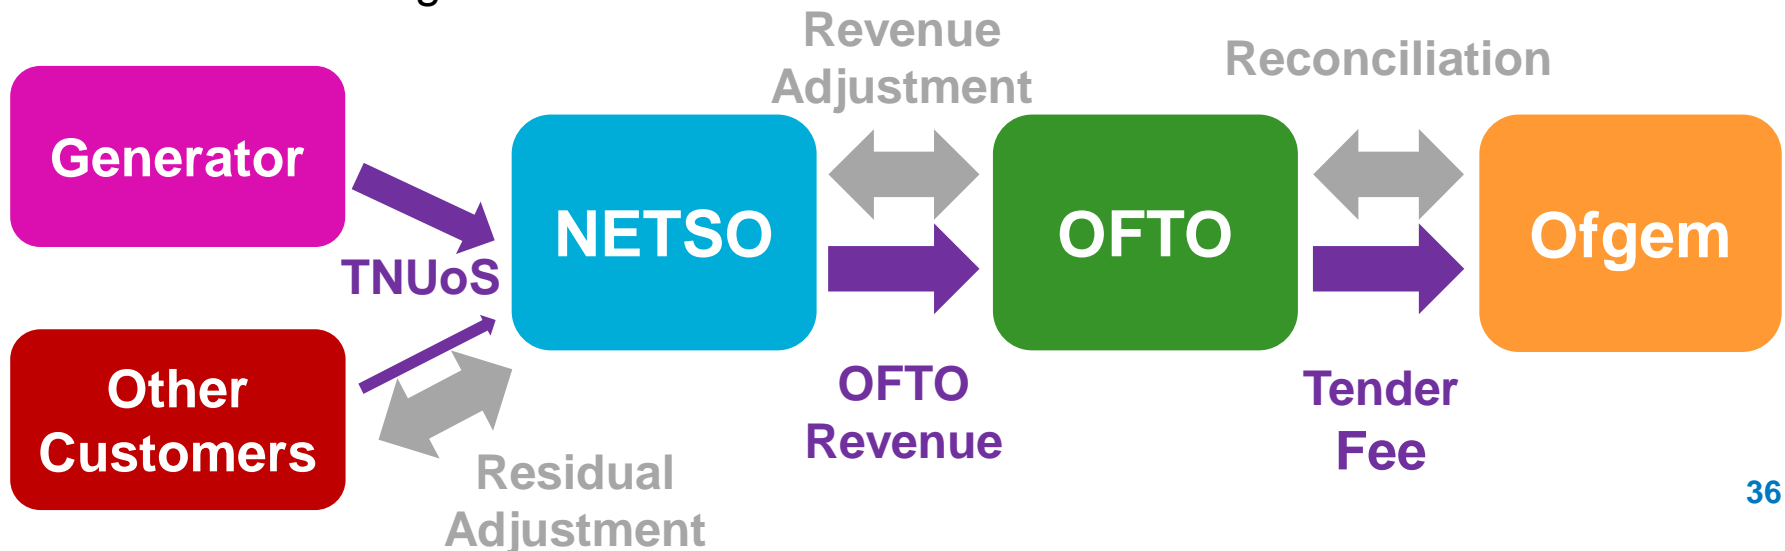 Revenue
Adjustment
Reconciliation
Generator
NETSO
OFTO
Ofgem
TNUoS
Other
Customers
OFTO
Revenue
Tender
Fee
Residual
Adjustment
36